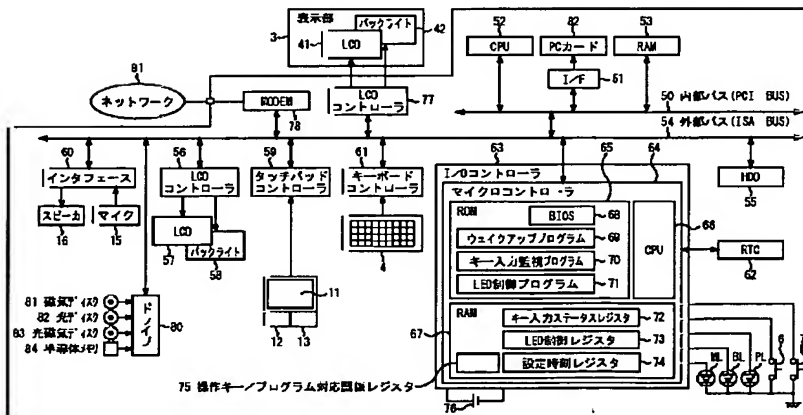 3
表示部
バックライト
42
41
LCD
52
82
53
CPU
PCカード
RAM
I/F
51
91
ネットワーク
MODEM
78
LCD
コントローラ
77
50 内部バス(PCI BUS)
54 外部バス(ISA BUS)
60
インタフェース
56
LCD
コントローラ
59
タッチパッド
コントローラ
61
キーボード
コントローラ
63
I/Oコントローラ
65
64
マイクロコントローラ
HDD
55
スピーカ
16
マイク
15
LCD
57
バックライト
58
4
ROM
BIOS
68
ウェイクアッププログラム
69
キー入力監視プログラム
70
LED制御プログラム
71
66
CPU
RTC
62
11
12
13
81 磁気ディスク
82 光ディスク
83 光磁気ディスク
84 半導体メモリ
ドライブ
80
67
RAM
キー入力ステータスレジスタ
72
LED制御レジスタ
73
設定時刻レジスタ
74
75 操作キー/プログラム対応関係レジスタ
76
ML
BL
PL
6